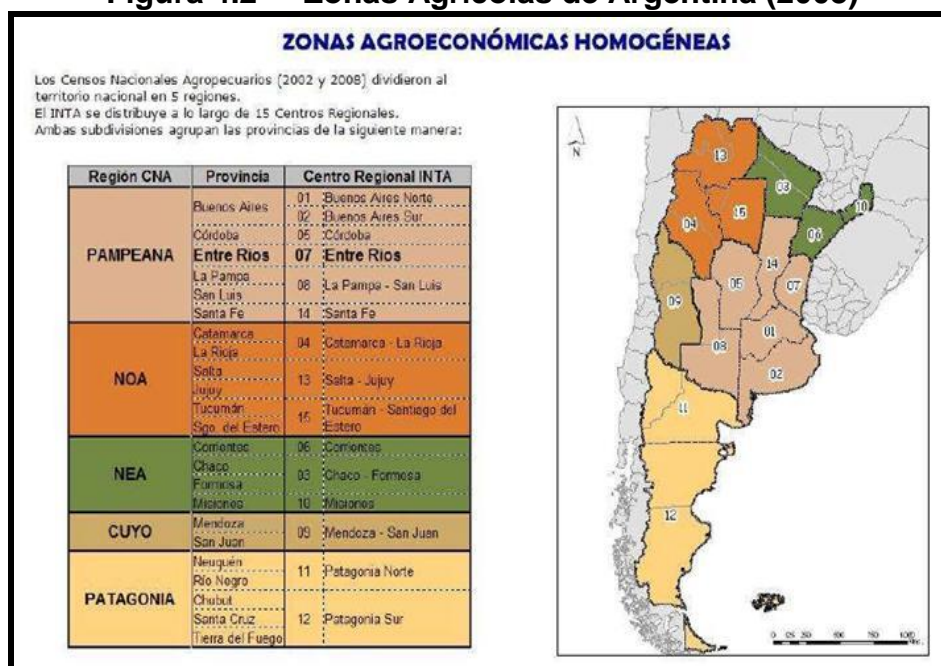 Figura 4.2 – Zonas Agrícolas de Argentina (2008)
ZONAS AGROECONÓMICAS HOMOGÉNEAS
Los Censos Nacionales Agropecuarios (2002 y 2008) dividieron al
territorio nacional en 5 regiones.
El INTA se distribuye a lo largo de 15 Centros Regionales.
Ambas subdivisiones agrupan las provincias de la siguiente manera:
Región CNA Provincia Centro Regional INTA
PAMPEANA
Buenos Aires
01 Buenos Aires Norte
02 Buenos Aires Sur
Córdoba 05 Córdoba
Entre Rios 07 Entre Rios
La Pampa
San Luis
08 La Pampa - San Luis
Santa Fe 14 Santa Fe
NOA
Catamarca
La Rioja
04 Catamarca - La Rioja
Salta
Jujuy
13 Salta - Jujuy
Tucumán
Sgo. del Estero
15 Tucumán - Santiago del
Estero
NEA
Corrientes 06 Corrientes
Chaco
Formosa
03 Chaco - Formosa
Misiones 10 Misiones
CUYO
Mendoza
San Juan
09 Mendoza - San Juan
PATAGONIA
Neuquén
Río Negro
11 Patagonia Norte
Chubut
Santa Cruz
Tierra del Fuego
12 Patagonia Sur
N
13
03
10
04
15
06
14
05
07
09
01
08
02
11
12